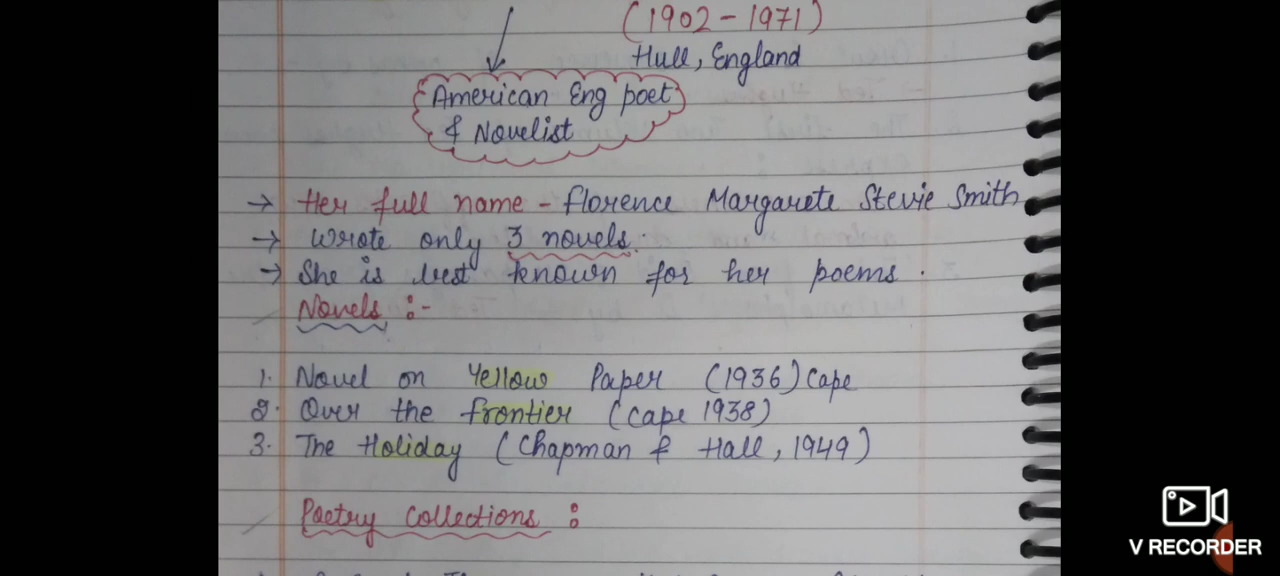 (1902-1971)
Hull, England
American Eng poet
& Novelist
→ Her full name - Florence Margarete Stevie Smith
→ Wrote only 3 novels.
→ She is best known for her poems.
Novels :-
1. Novel on Yellow Paper (1936) Cape
2. Over the frontier (Cape 1938)
3. The Holiday (Chapman & Hall, 1949)
Poetry Collections :
V RECORDER